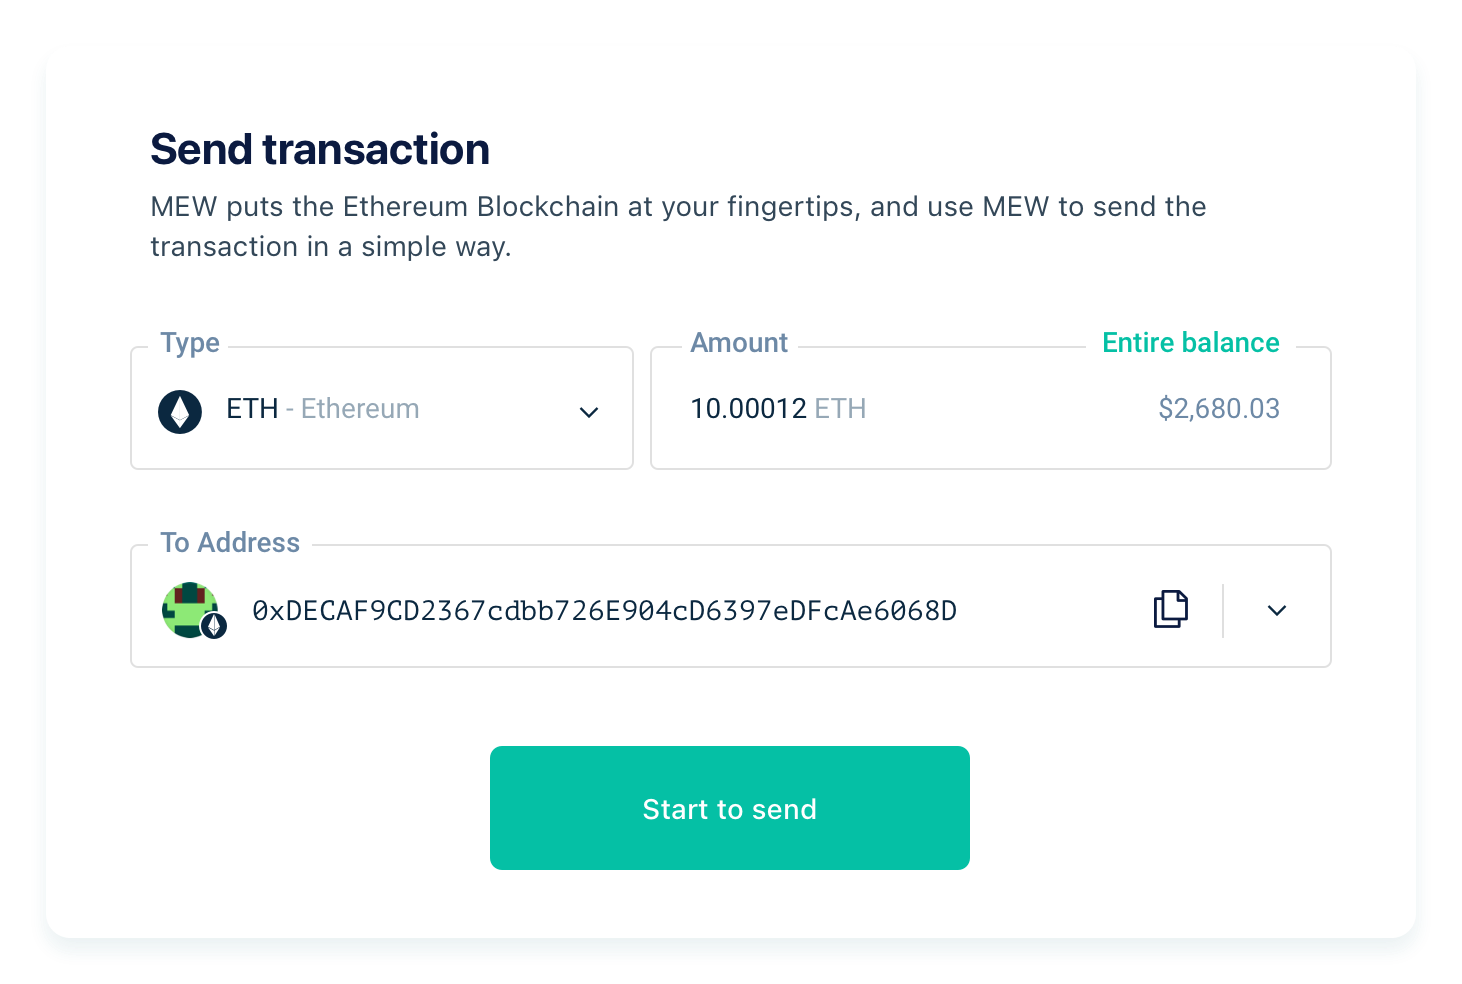 Send transaction
MEW puts the Ethereum Blockchain at your fingertips, and use MEW to send the
transaction in a simple way.
Type
ETH - Ethereum
Amount
Entire balance
10.00012 ETH
$2,680.03
To Address
0xDECAF9CD2367cdbb726E904cD6397eDFcAe6068D
Start to send